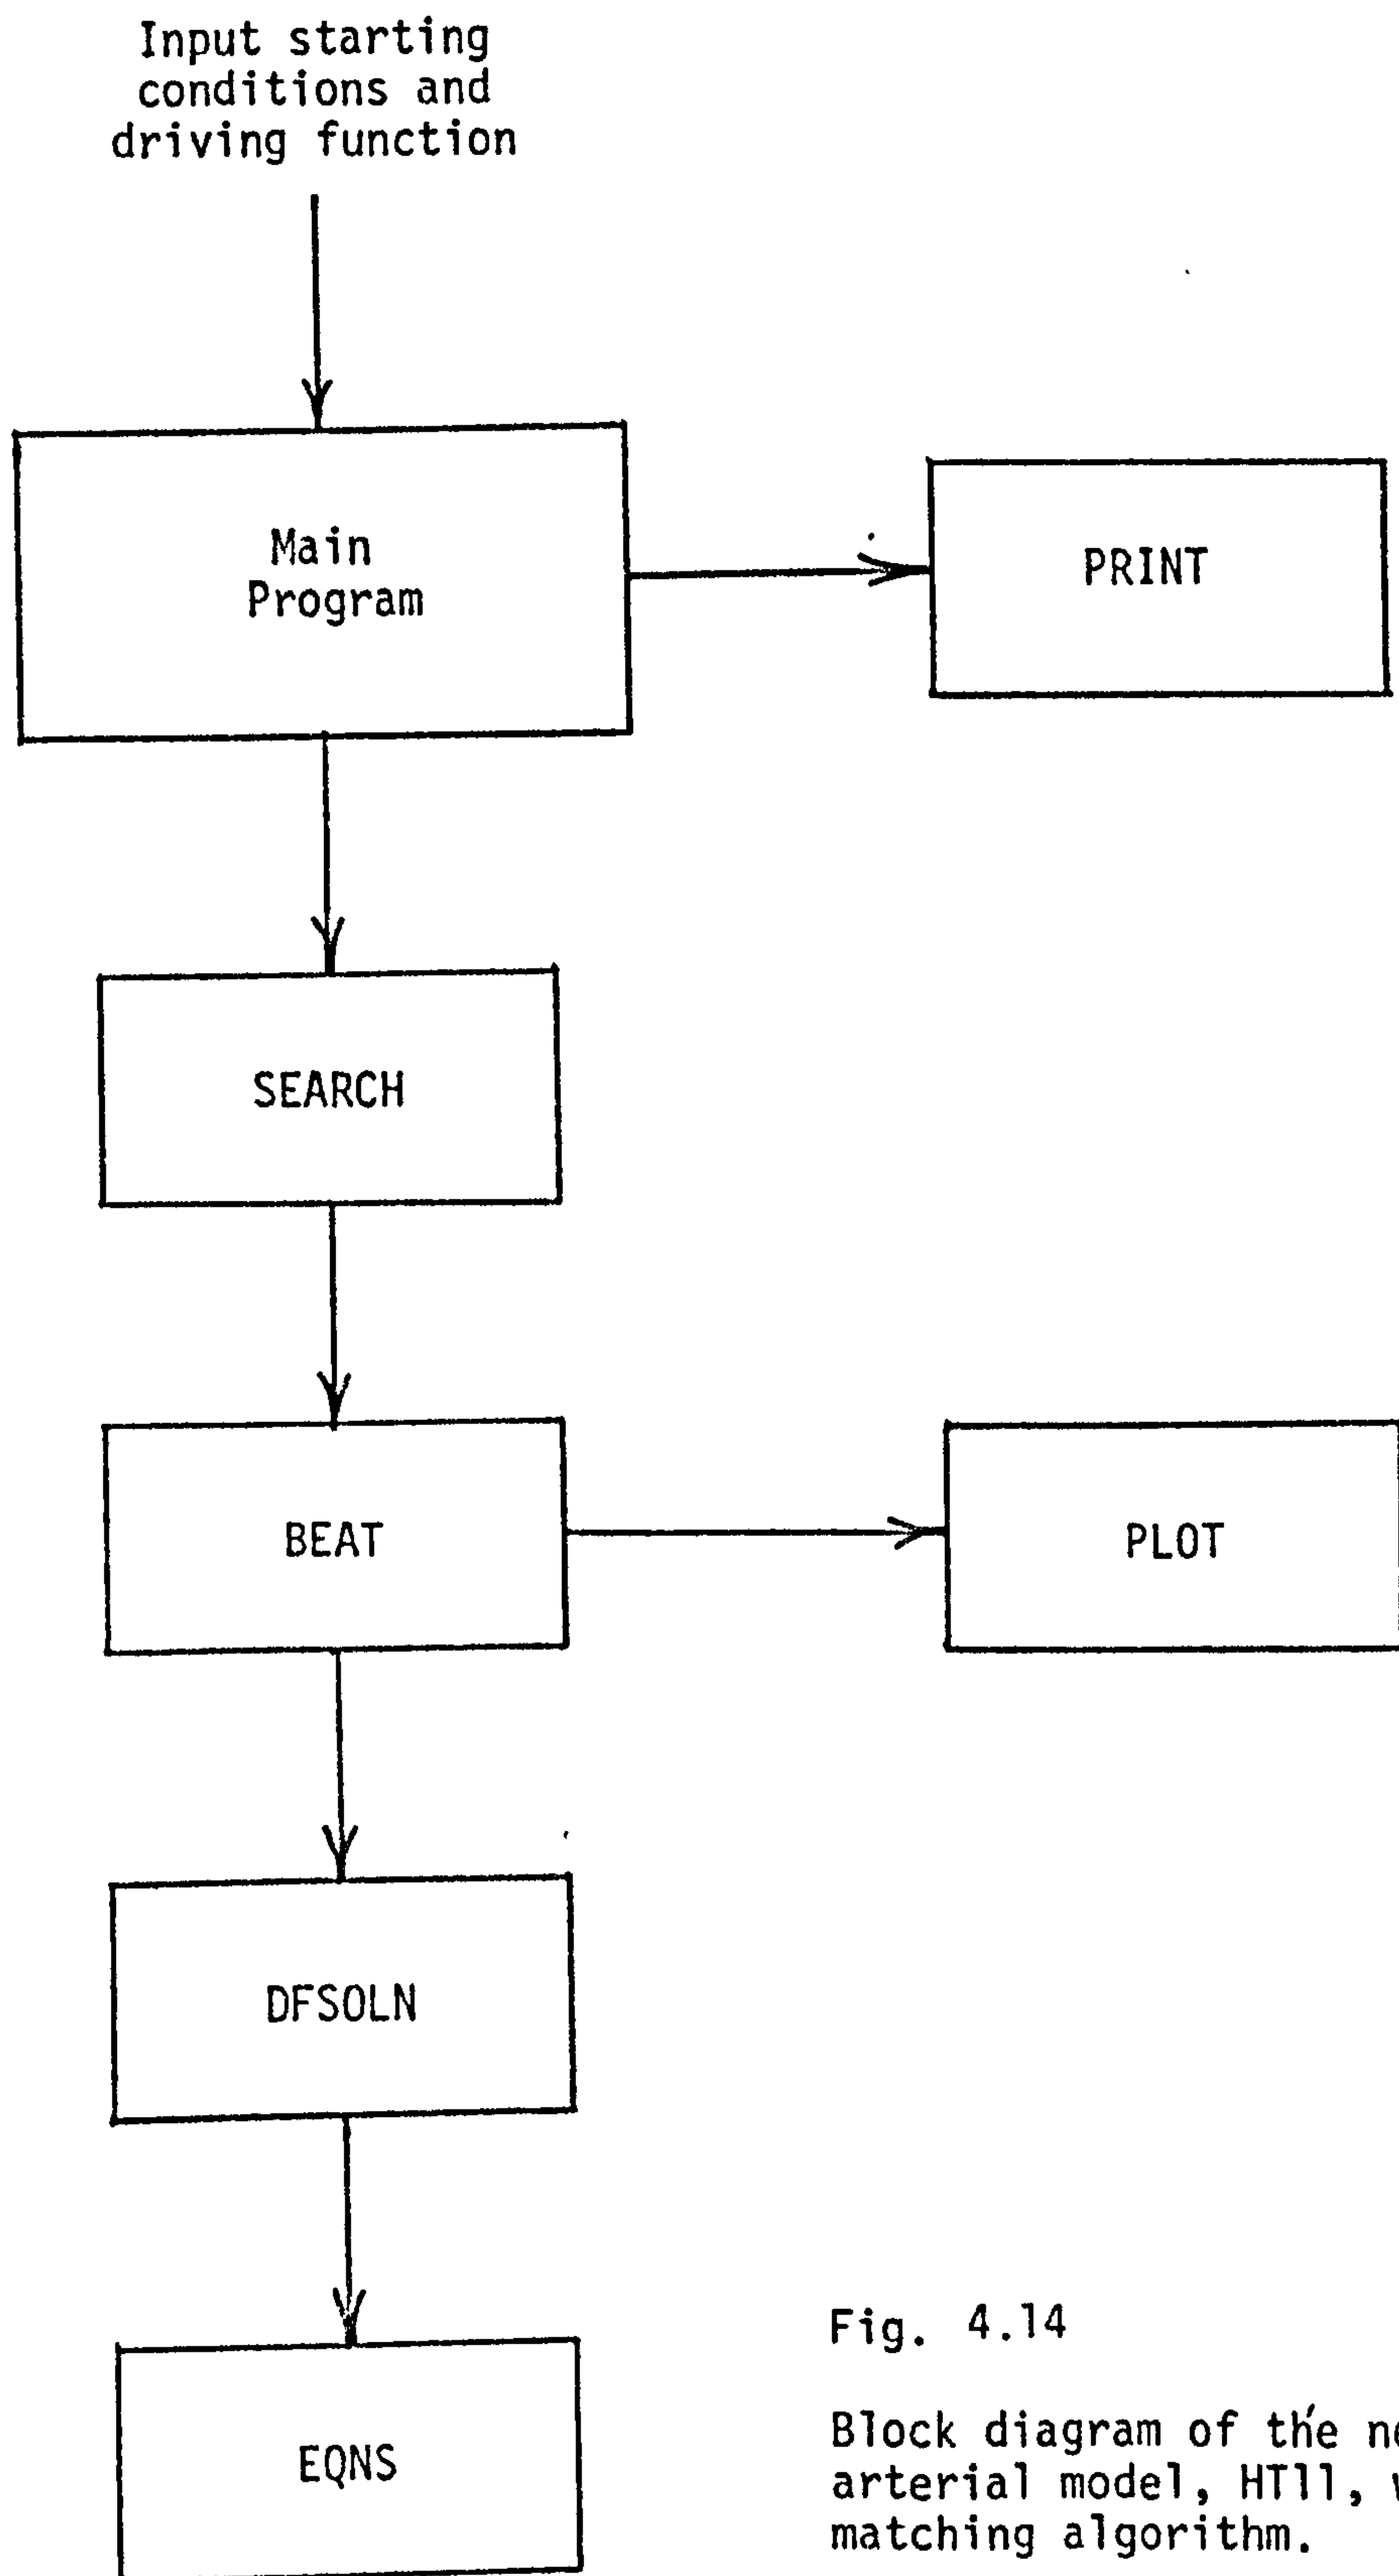 Input starting
conditions and
driving function
Main
Program
PRINT
SEARCH
BEAT
PLOT
DFSOLN
EQNS
Fig. 4.14
Block diagram of the
arterial model, HT11,
matching algorithm.